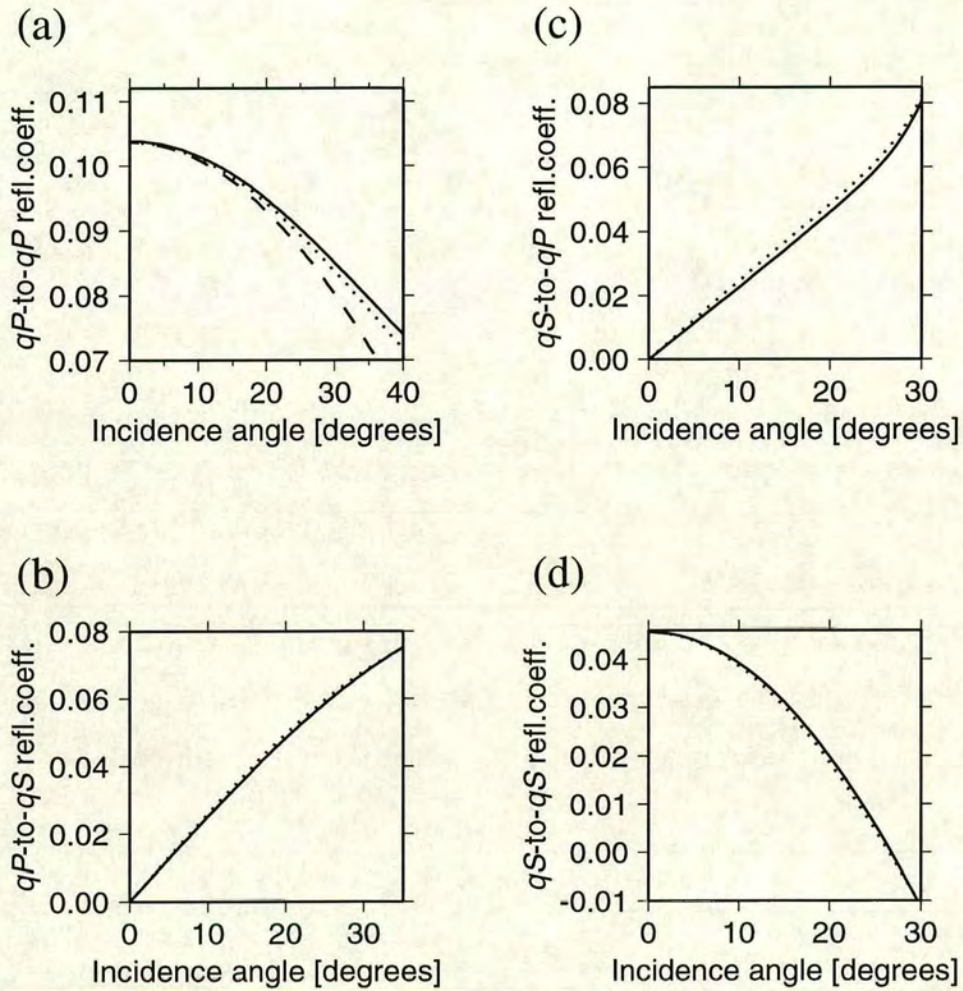 (a)
qP-to-qP refl.coeff.
0.11
0.10
0.09
0.08
0.07
0 10 20 30 40
Incidence angle [degrees]
(c)
qS-to-qP refl.coeff.
0.08
0.06
0.04
0.02
0.00
0 10 20 30
Incidence angle [degrees]
(b)
qP-to-qS refl.coeff.
0.08
0.06
0.04
0.02
0.00
0 10 20 30
Incidence angle [degrees]
(d)
qS-to-qS refl.coeff.
0.04
0.03
0.02
0.01
0.00
-0.01
0 10 20 30
Incidence angle [degrees]